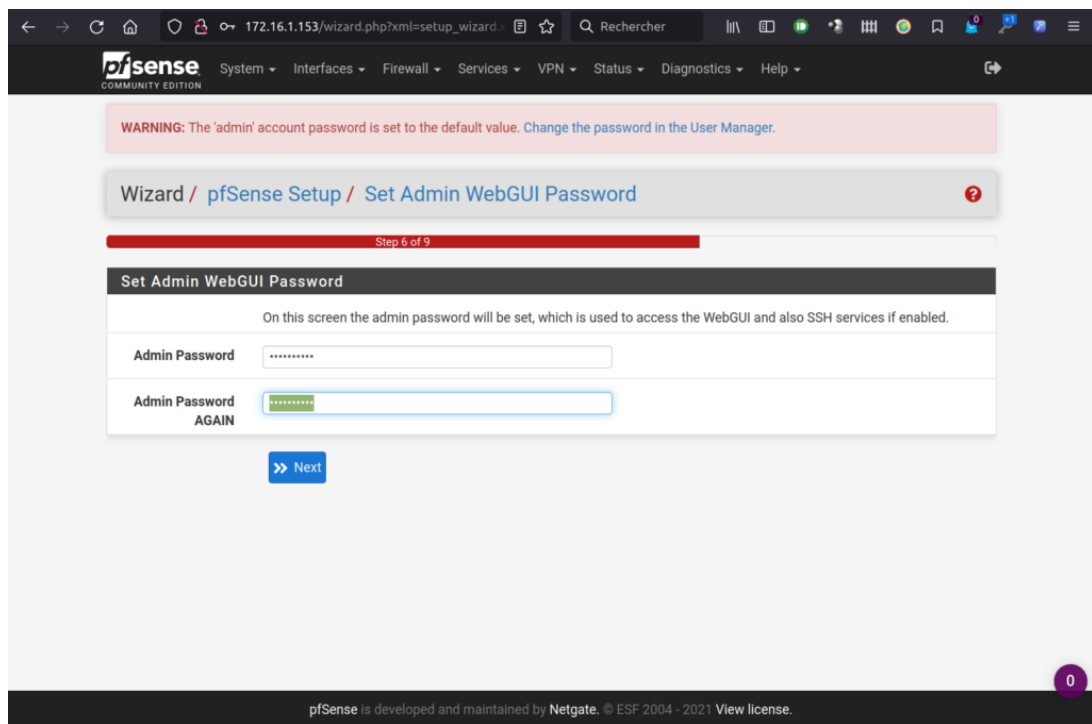 172.16.1.153/wizard.php?xml=setup_wizard.
Rechercher
0
+1
pfsense
COMMUNITY EDITION
System Interfaces Firewall Services VPN Status Diagnostics Help
WARNING: The 'admin' account password is set to the default value. Change the password in the User Manager.
Wizard / pfSense Setup / Set Admin WebGUI Password
Step 6 of 9
Set Admin WebGUI Password
On this screen the admin password will be set, which is used to access the WebGUI and also SSH services if enabled.
Admin Password ••••••••••
Admin Password ••••••••••
AGAIN
Next
0
pfSense is developed and maintained by Netgate. © ESF 2004 - 2021 View license.